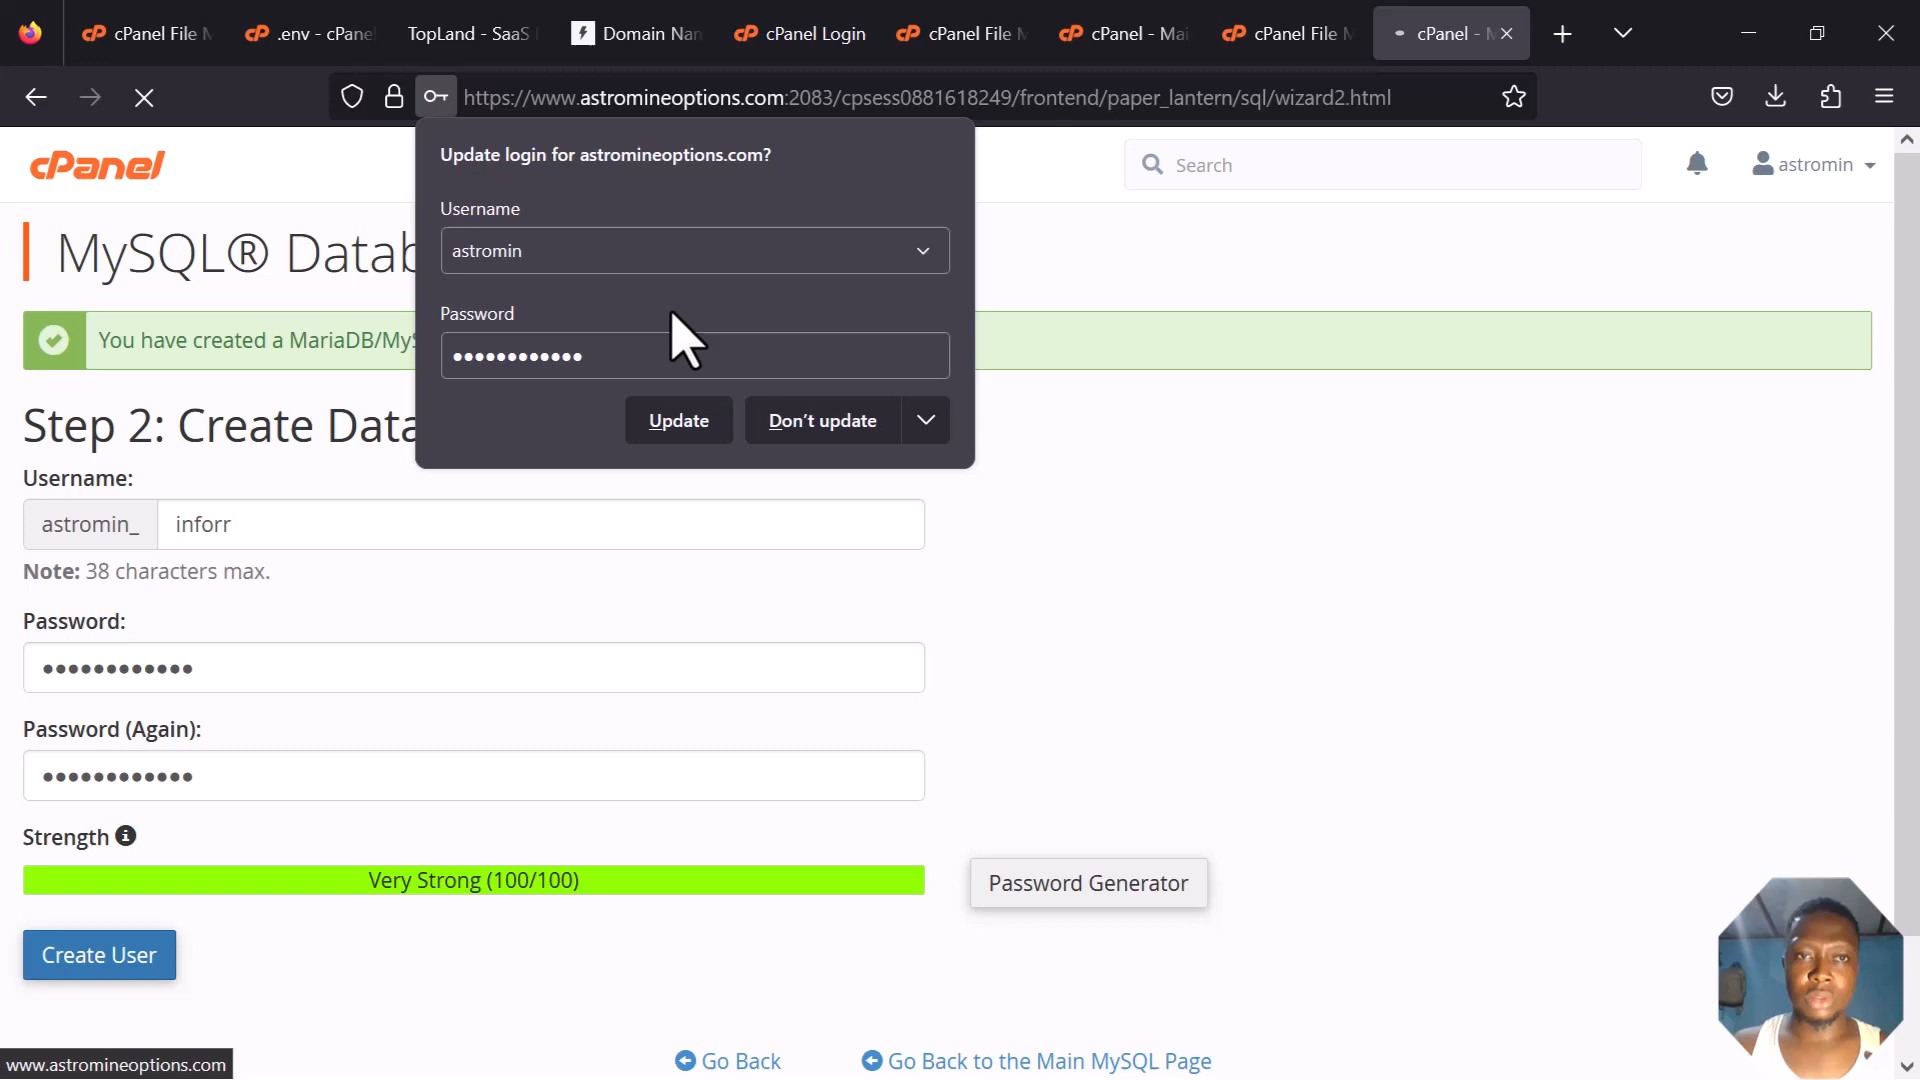 cPanel File M
.env - cPane
TopLand - SaaS
Domain Nan
cPanel Login
cPanel File M
cPanel - Mai
cPanel File M
cPanel - M
https://www.astromineoptions.com:2083/cpsess0881618249/frontend/paper_lantern/sql/wizard2.html
cPanel
Search
astromin
Update login for astromineoptions.com?
Username
astromin
Password
••••••••••••
Update
Don't update
MySQL® Datab
You have created a MariaDB/MyS
Step 2: Create Data
Username:
astromin_
inforr
Note: 38 characters max.
Password:
••••••••••••
Password (Again):
••••••••••••
Strength
Very Strong (100/100)
Password Generator
Create User
Go Back
Go Back to the Main MySQL Page
www.astromineoptions.com